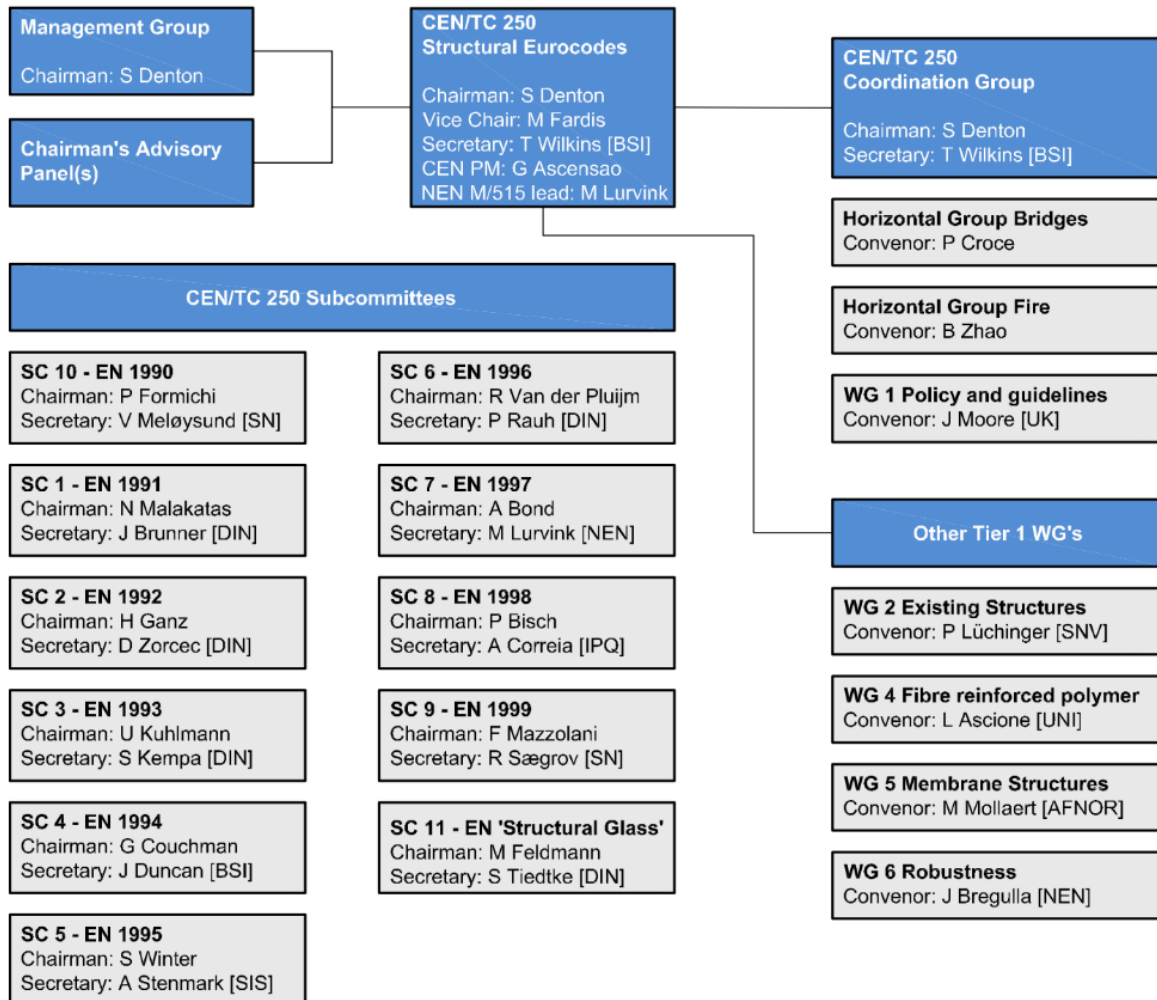 Management Group
Chairman: S Denton
Chairman's Advisory
Panel(s)
CEN/TC 250
Structural Eurocodes
Chairman: S Denton
Vice Chair: M Fardis
Secretary: T Wilkins [BSI]
CEN PM: G Ascensao
NEN M/515 lead: M Lurvink
CEN/TC 250
Coordination Group
Chairman: S Denton
Secretary: T Wilkins [BSI]
Horizontal Group Bridges
Convenor: P Croce
Horizontal Group Fire
Convenor: B Zhao
WG 1 Policy and guidelines
Convenor: J Moore [UK]
CEN/TC 250 Subcommittees
SC 10 - EN 1990
Chairman: P Formichi
Secretary: V Meløysund [SN]
SC 1 - EN 1991
Chairman: N Malakatas
Secretary: J Brunner [DIN]
SC 2 - EN 1992
Chairman: H Ganz
Secretary: D Zorcec [DIN]
SC 3 - EN 1993
Chairman: U Kuhlmann
Secretary: S Kempa [DIN]
SC 4 - EN 1994
Chairman: G Couchman
Secretary: J Duncan [BSI]
SC 5 - EN 1995
Chairman: S Winter
Secretary: A Stenmark [SIS]
SC 6 - EN 1996
Chairman: R Van der Pluijm
Secretary: P Rauh [DIN]
SC 7 - EN 1997
Chairman: A Bond
Secretary: M Lurvink [NEN]
SC 8 - EN 1998
Chairman: P Bisch
Secretary: A Correia [IPQ]
SC 9 - EN 1999
Chairman: F Mazzolani
Secretary: R Sægrov [SN]
SC 11 - EN 'Structural Glass'
Chairman: M Feldmann
Secretary: S Tiedtke [DIN]
Other Tier 1 WG's
WG 2 Existing Structures
Convenor: P Lüchinger [SNV]
WG 4 Fibre reinforced polymer
Convenor: L Ascione [UNI]
WG 5 Membrane Structures
Convenor: M Mollaert [AFNOR]
WG 6 Robustness
Convenor: J Bregulla [NEN]